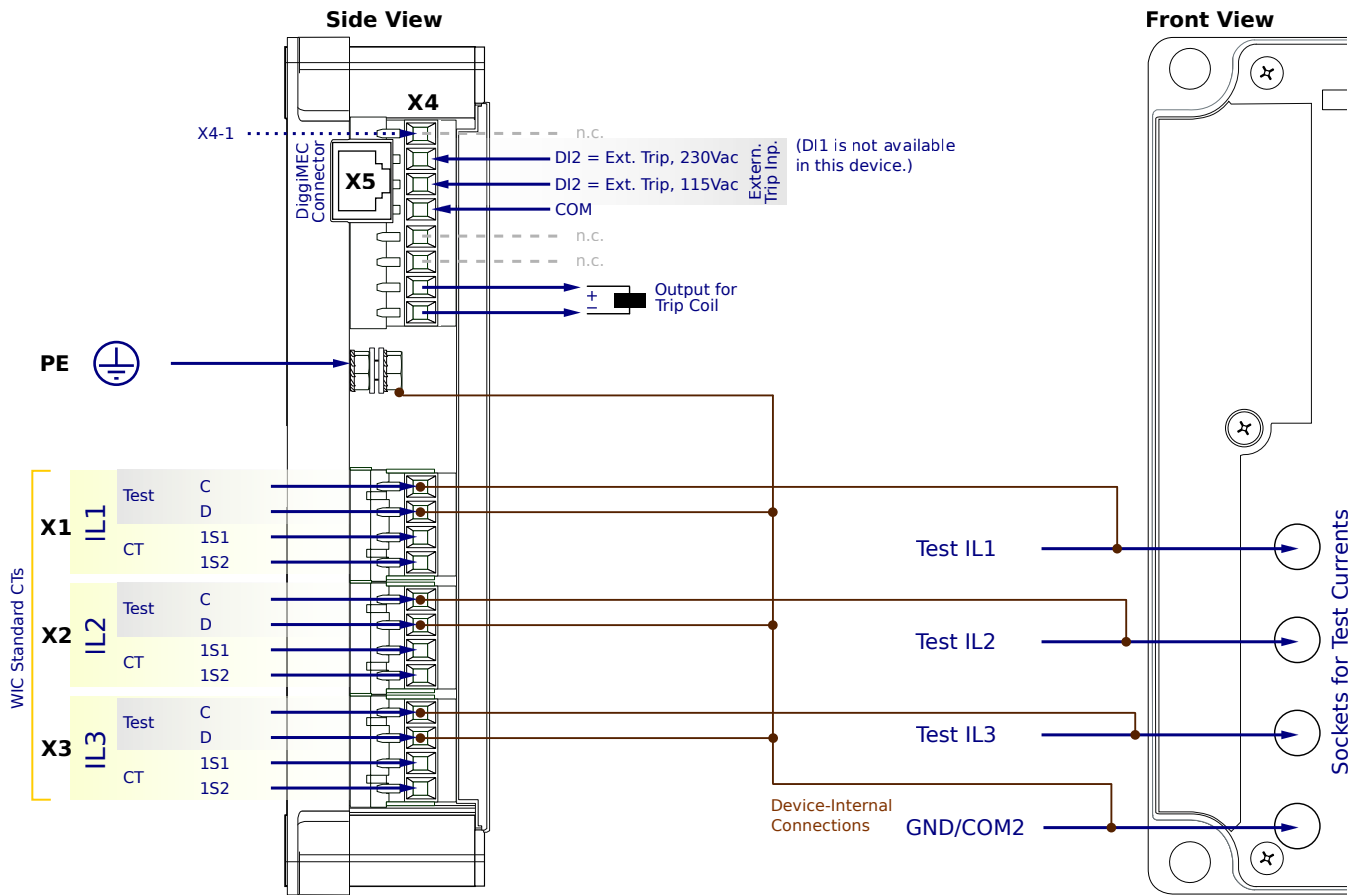 Side View
Front View
X4
X4-1
n.c.
DI2 = Ext. Trip, 230Vac
DI2 = Ext. Trip, 115Vac
COM
Extern.
Trip Inp.
(DI1 is not available
in this device.)
DiggiMEC
Connector
X5
n.c.
n.c.
+
−
Output for
Trip Coil
PE
WIC Standard CTs
X1
IL1
Test
C
D
CT
1S1
1S2
X2
IL2
Test
C
D
CT
1S1
1S2
X3
IL3
Test
C
D
CT
1S1
1S2
Test IL1
Test IL2
Test IL3
Device-Internal
Connections
GND/COM2
Sockets for Test Currents